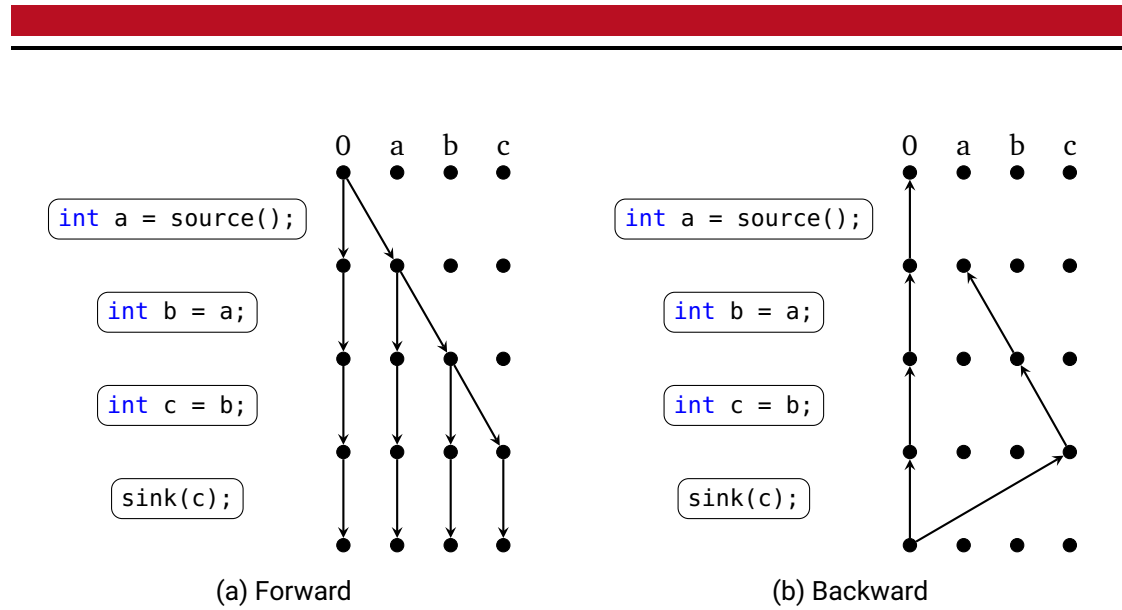 0 a b c
int a = source();
int b = a;
int c = b;
sink(c);
(a) Forward
0 a b c
int a = source();
int b = a;
int c = b;
sink(c);
(b) Backward